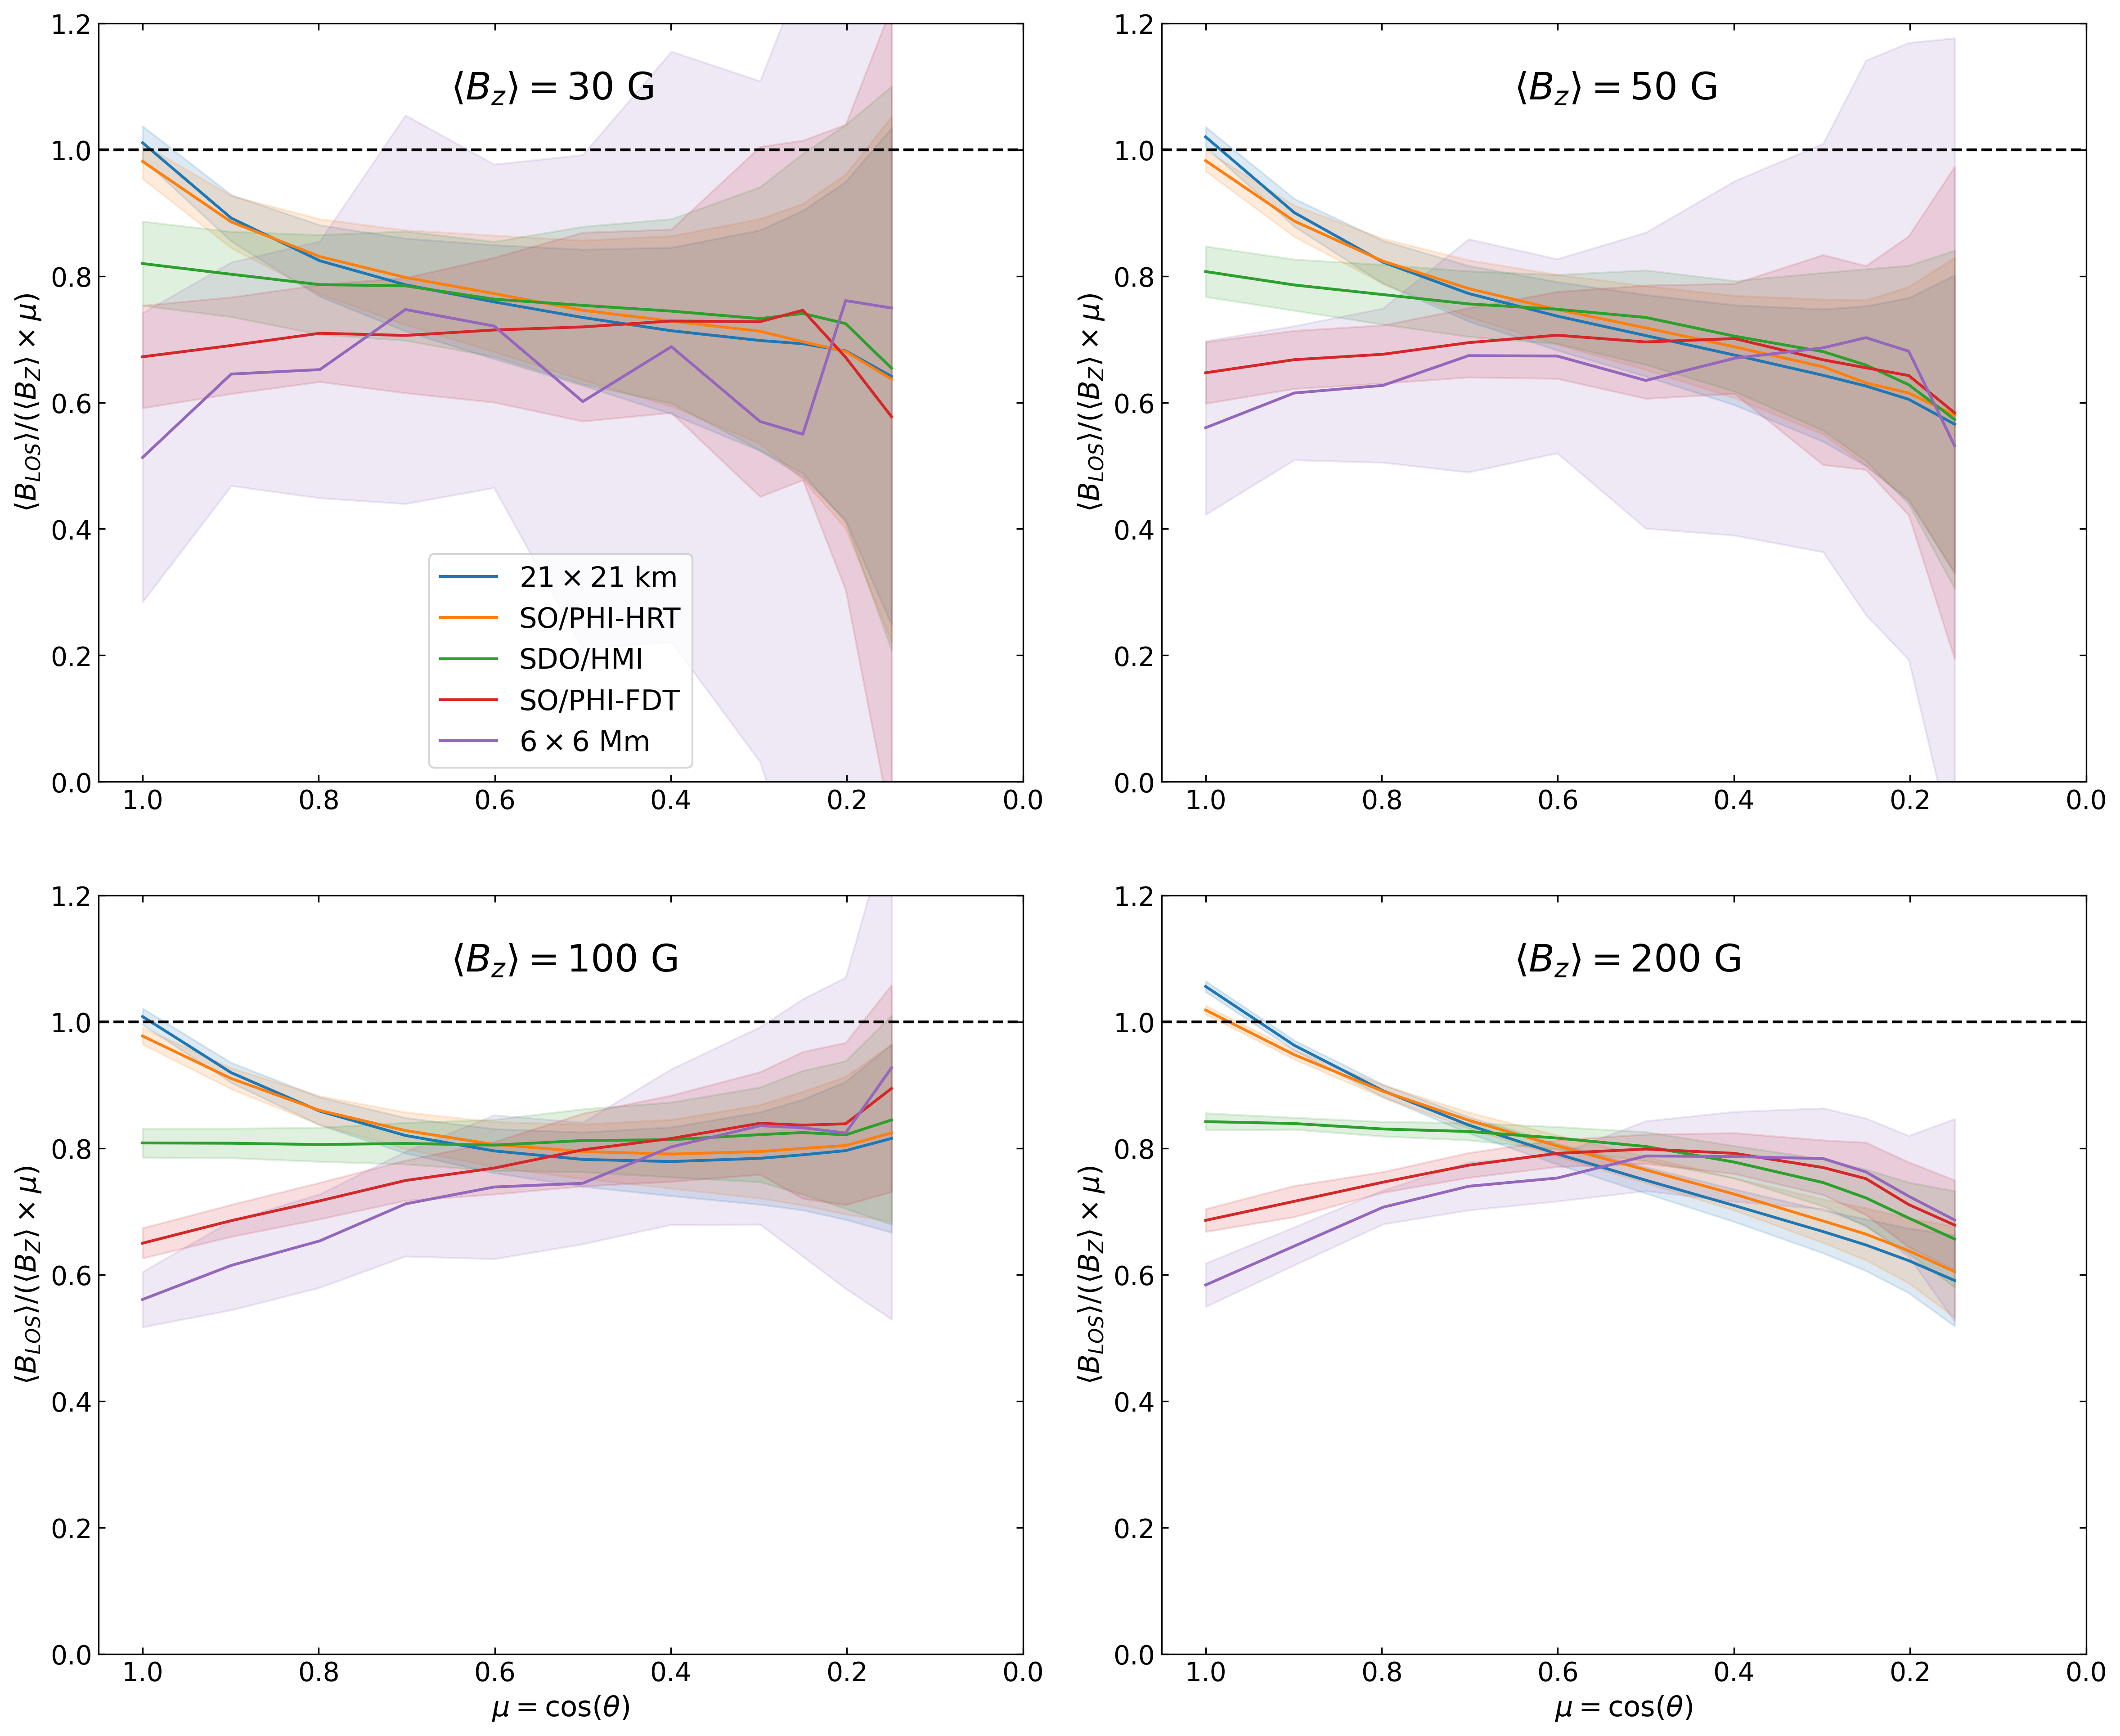 ⟨B_z⟩ = 30 G
⟨B_LOS⟩/(⟨B_Z⟩ × μ)
1.2
1.0
0.8
0.6
0.4
0.2
0.0
21 × 21 km
SO/PHI-HRT
SDO/HMI
SO/PHI-FDT
6 × 6 Mm
1.0 0.8 0.6 0.4 0.2 0.0
⟨B_z⟩ = 50 G
⟨B_LOS⟩/(⟨B_Z⟩ × μ)
1.2
1.0
0.8
0.6
0.4
0.2
0.0
1.0 0.8 0.6 0.4 0.2 0.0
⟨B_z⟩ = 100 G
⟨B_LOS⟩/(⟨B_Z⟩ × μ)
1.2
1.0
0.8
0.6
0.4
0.2
0.0
1.0 0.8 0.6 0.4 0.2 0.0
μ = cos(θ)
⟨B_z⟩ = 200 G
⟨B_LOS⟩/(⟨B_Z⟩ × μ)
1.2
1.0
0.8
0.6
0.4
0.2
0.0
1.0 0.8 0.6 0.4 0.2 0.0
μ = cos(θ)